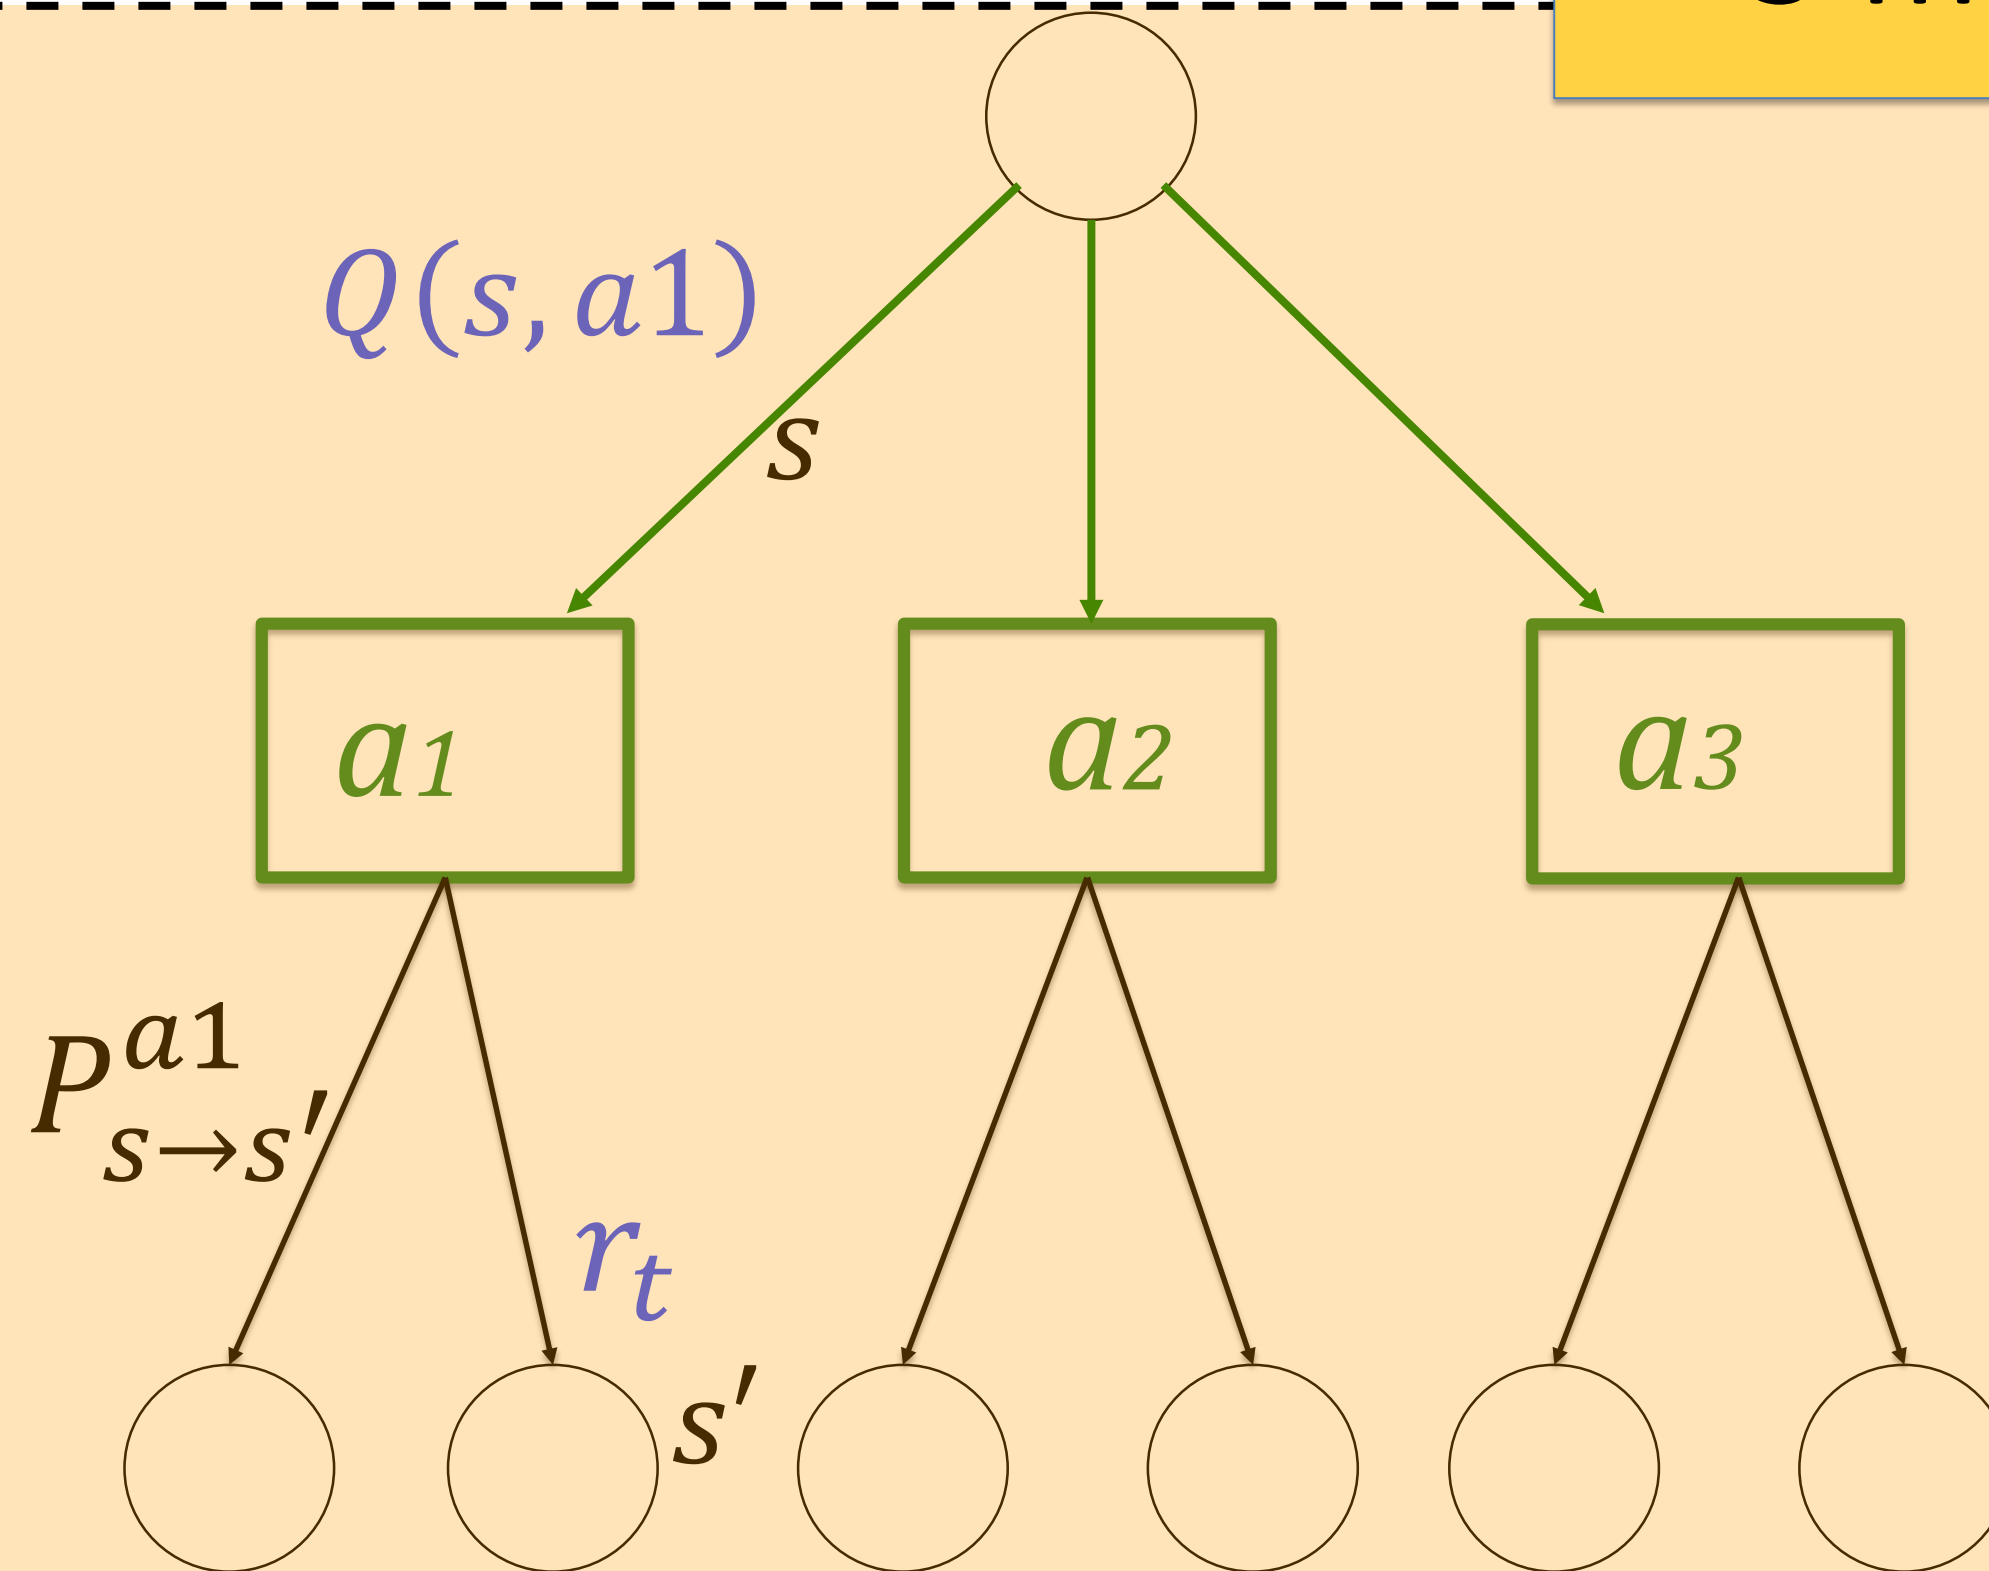 Q(s, a1)
s
a1
a2
a3
P^{a1}_{s→s'}
r_t
s'